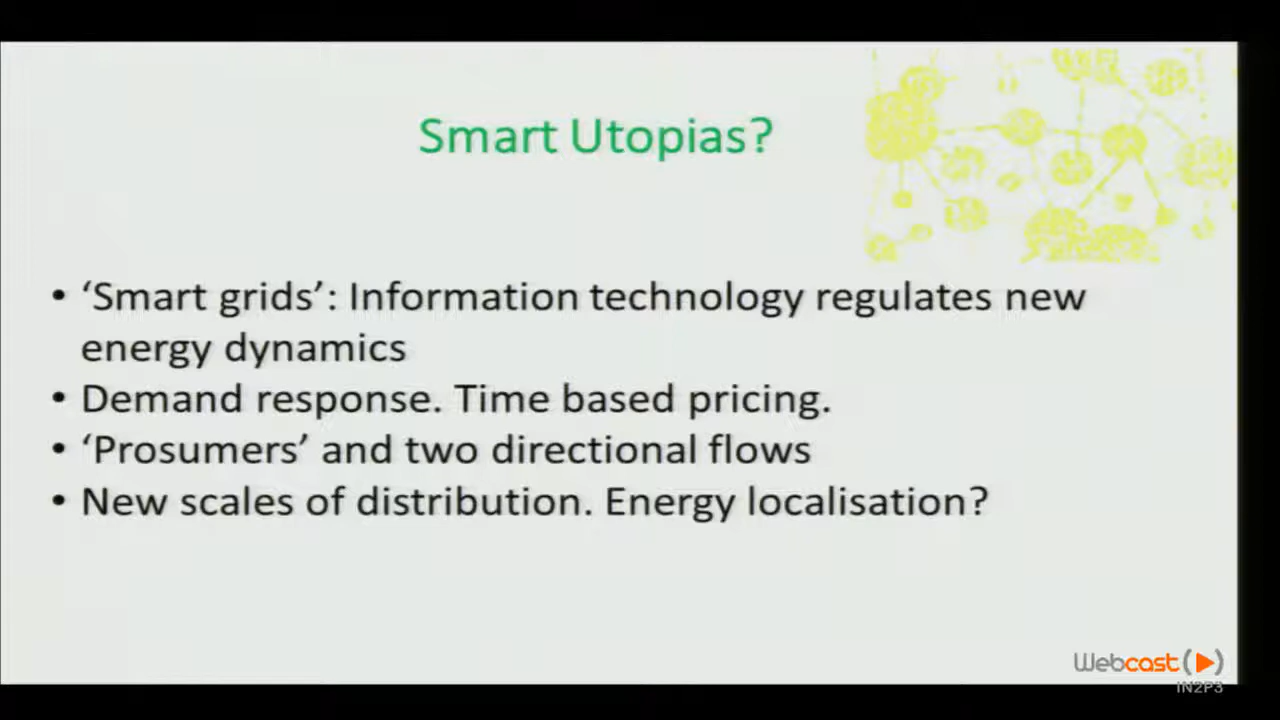 Smart Utopias?
• ‘Smart grids’: Information technology regulates new
energy dynamics
• Demand response. Time based pricing.
• ‘Prosumers’ and two directional flows
• New scales of distribution. Energy localisation?
Webcast
IN2P3